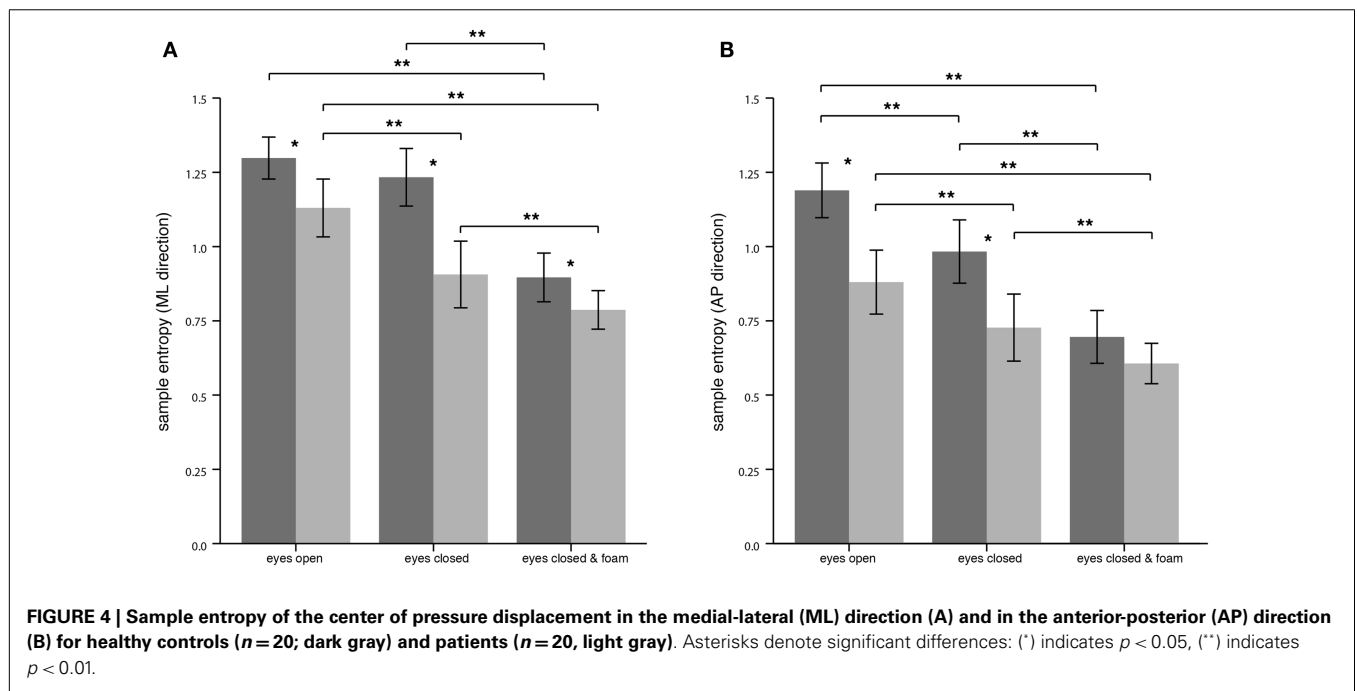 A
**
**
**
**
**
*
*
*
1.5
1.25
1.0
0.75
0.5
0.25
0.0
sample entropy (ML direction)
eyes open
eyes closed
eyes closed & foam
B
**
**
**
**
**
**
*
*
1.5
1.25
1.0
0.75
0.5
0.25
0.0
sample entropy (AP direction)
eyes open
eyes closed
eyes closed & foam
FIGURE 4 | Sample entropy of the center of pressure displacement in the medial-lateral (ML) direction (A) and in the anterior-posterior (AP) direction
(B) for healthy controls (n = 20; dark gray) and patients (n = 20, light gray). Asterisks denote significant differences: (*) indicates p < 0.05, (**) indicates
p < 0.01.